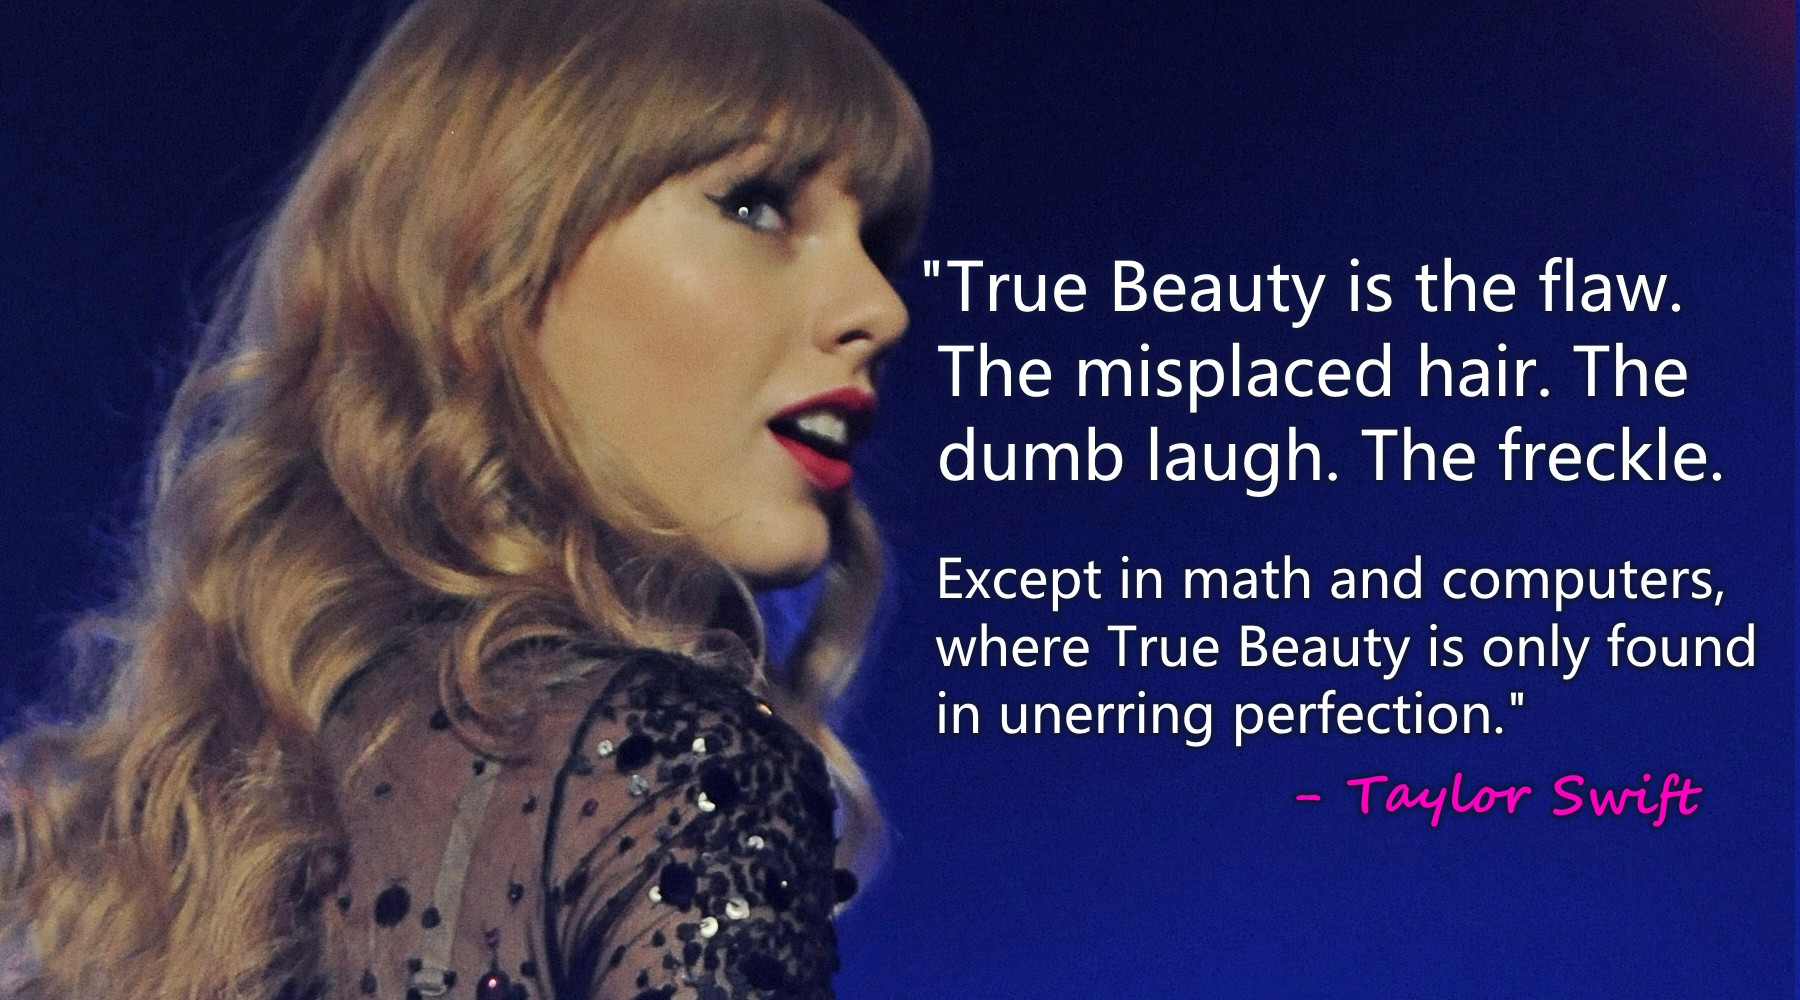 "True Beauty is the flaw.
The misplaced hair. The
dumb laugh. The freckle.
Except in math and computers,
where True Beauty is only found
in unerring perfection."
- Taylor Swift